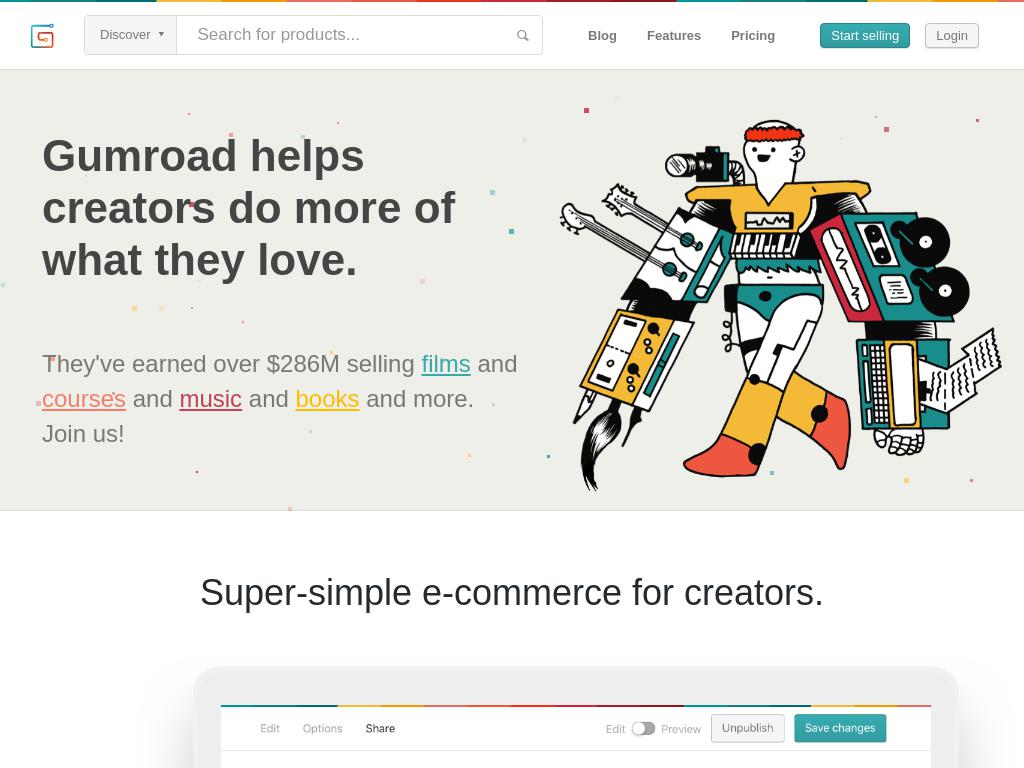 Discover
Search for products...
Blog
Features
Pricing
Start selling
Login
Gumroad helps
creators do more of
what they love.
They've earned over $286M selling films and
courses and music and books and more.
Join us!
Super-simple e-commerce for creators.
Edit
Options
Share
Edit
Preview
Unpublish
Save changes